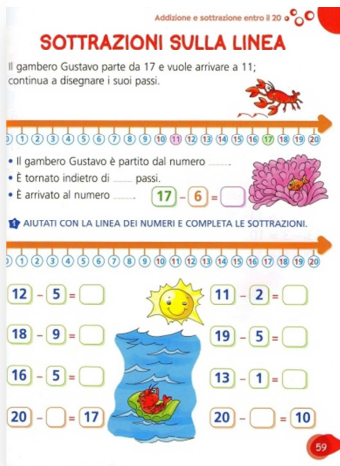 Addizione e sottrazione entro il 20
SOTTRAZIONI SULLA LINEA
Il gambero Gustavo parte da 17 e vuole arrivare a 11;
continua a disegnare i suoi passi.
0 1 2 3 4 5 6 7 8 9 10 11 12 13 14 15 16 17 18 19 20
• Il gambero Gustavo è partito dal numero ........ .
• È tornato indietro di ........ passi.
• È arrivato al numero ........ .
17 - 6 =
1 AIUTATI CON LA LINEA DEI NUMERI E COMPLETA LE SOTTRAZIONI.
0 1 2 3 4 5 6 7 8 9 10 11 12 13 14 15 16 17 18 19 20
12 - 5 =
11 - 2 =
18 - 9 =
19 - 5 =
16 - 5 =
13 - 1 =
20 - = 17
20 - = 10
59